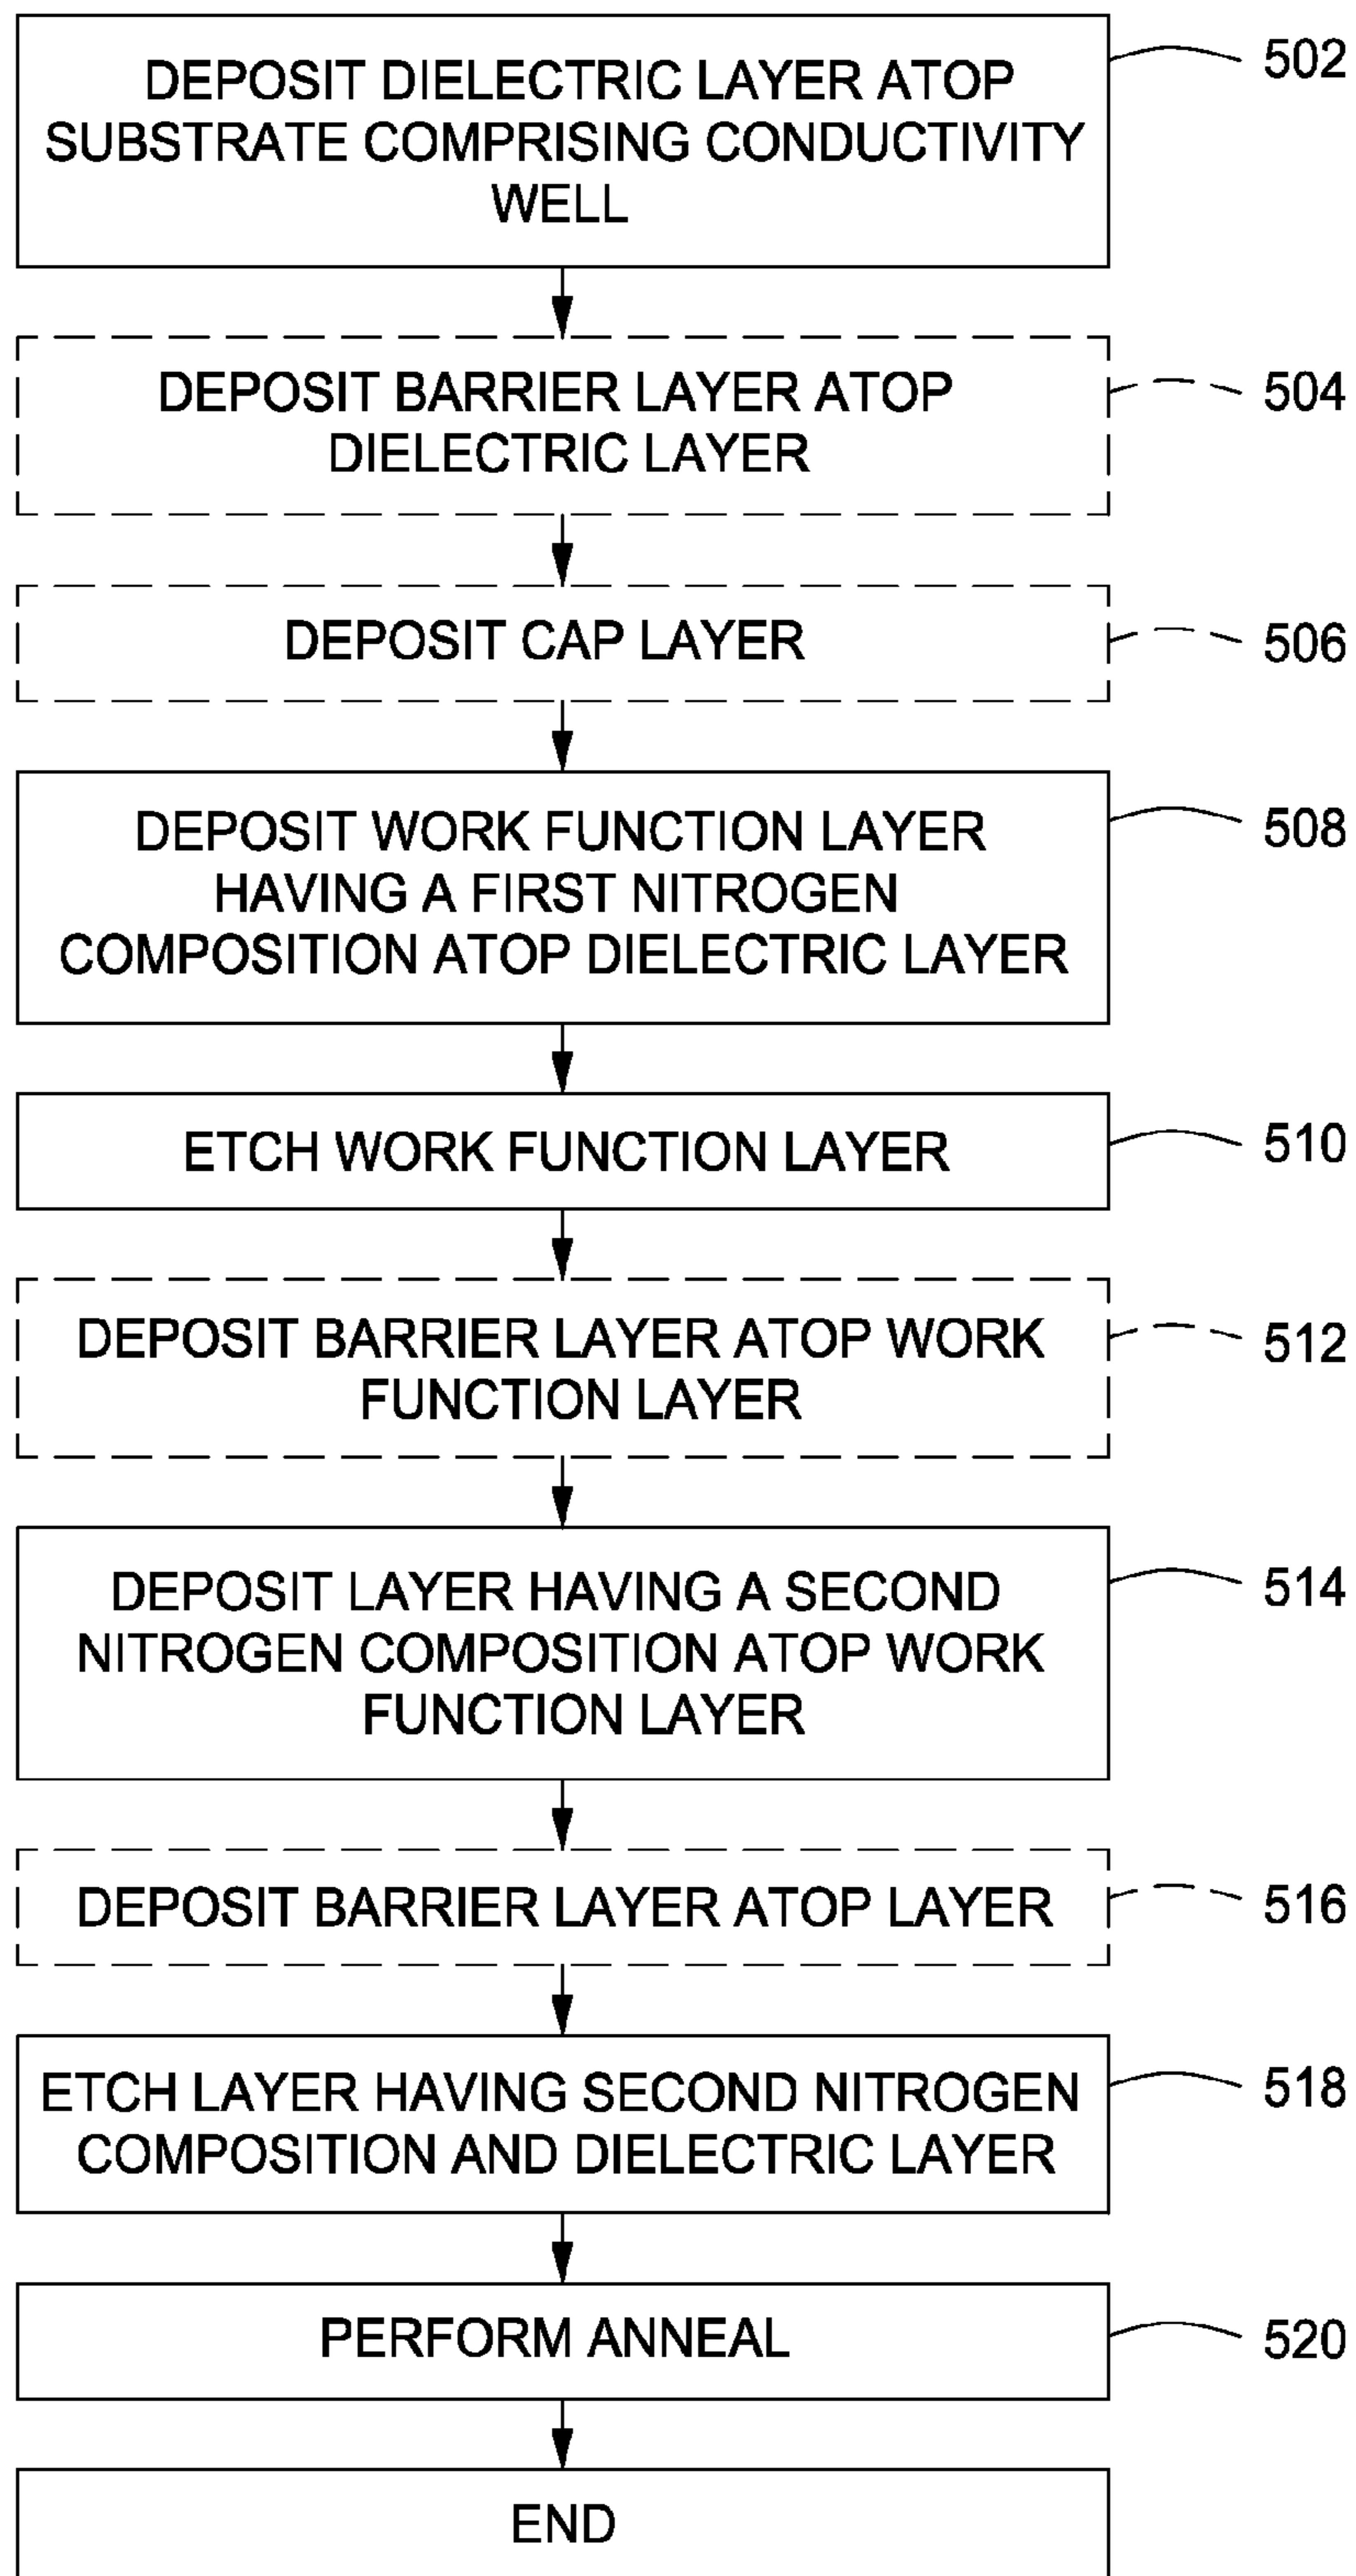 DEPOSIT DIELECTRIC LAYER ATOP
SUBSTRATE COMPRISING CONDUCTIVITY
WELL
502
DEPOSIT BARRIER LAYER ATOP
DIELECTRIC LAYER
504
DEPOSIT CAP LAYER
506
DEPOSIT WORK FUNCTION LAYER
HAVING A FIRST NITROGEN
COMPOSITION ATOP DIELECTRIC LAYER
508
ETCH WORK FUNCTION LAYER
510
DEPOSIT BARRIER LAYER ATOP WORK
FUNCTION LAYER
512
DEPOSIT LAYER HAVING A SECOND
NITROGEN COMPOSITION ATOP WORK
FUNCTION LAYER
514
DEPOSIT BARRIER LAYER ATOP LAYER
516
ETCH LAYER HAVING SECOND NITROGEN
COMPOSITION AND DIELECTRIC LAYER
518
PERFORM ANNEAL
520
END